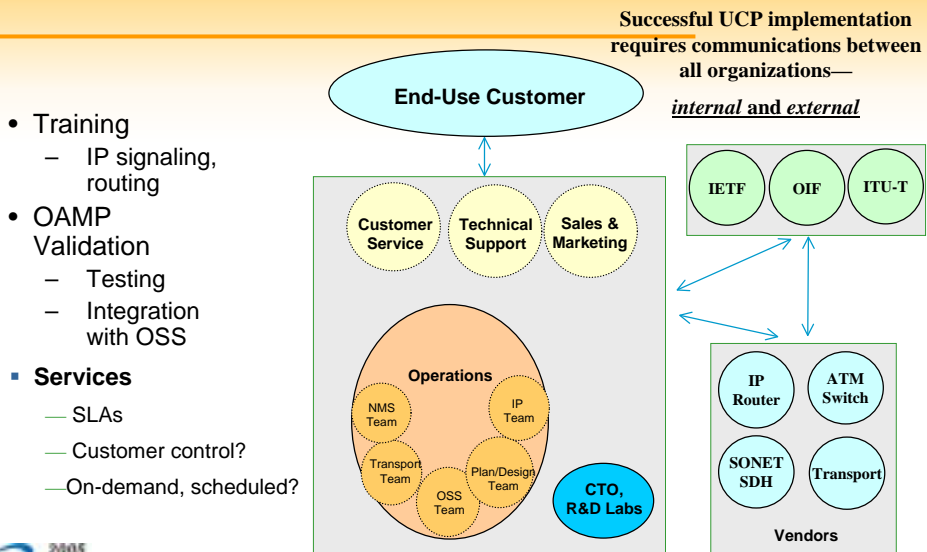 Successful UCP implementation
requires communications between
all organizations—
internal and external
End-Use Customer
• Training
– IP signaling,
routing
• OAMP
Validation
– Testing
– Integration
with OSS
▪ Services
— SLAs
— Customer control?
—On-demand, scheduled?
Customer
Service
Technical
Support
Sales &
Marketing
Operations
NMS
Team
IP
Team
Transport
Team
Plan/Design
Team
OSS
Team
CTO,
R&D Labs
IETF
OIF
ITU-T
IP
Router
ATM
Switch
SONET
SDH
Transport
Vendors
2005